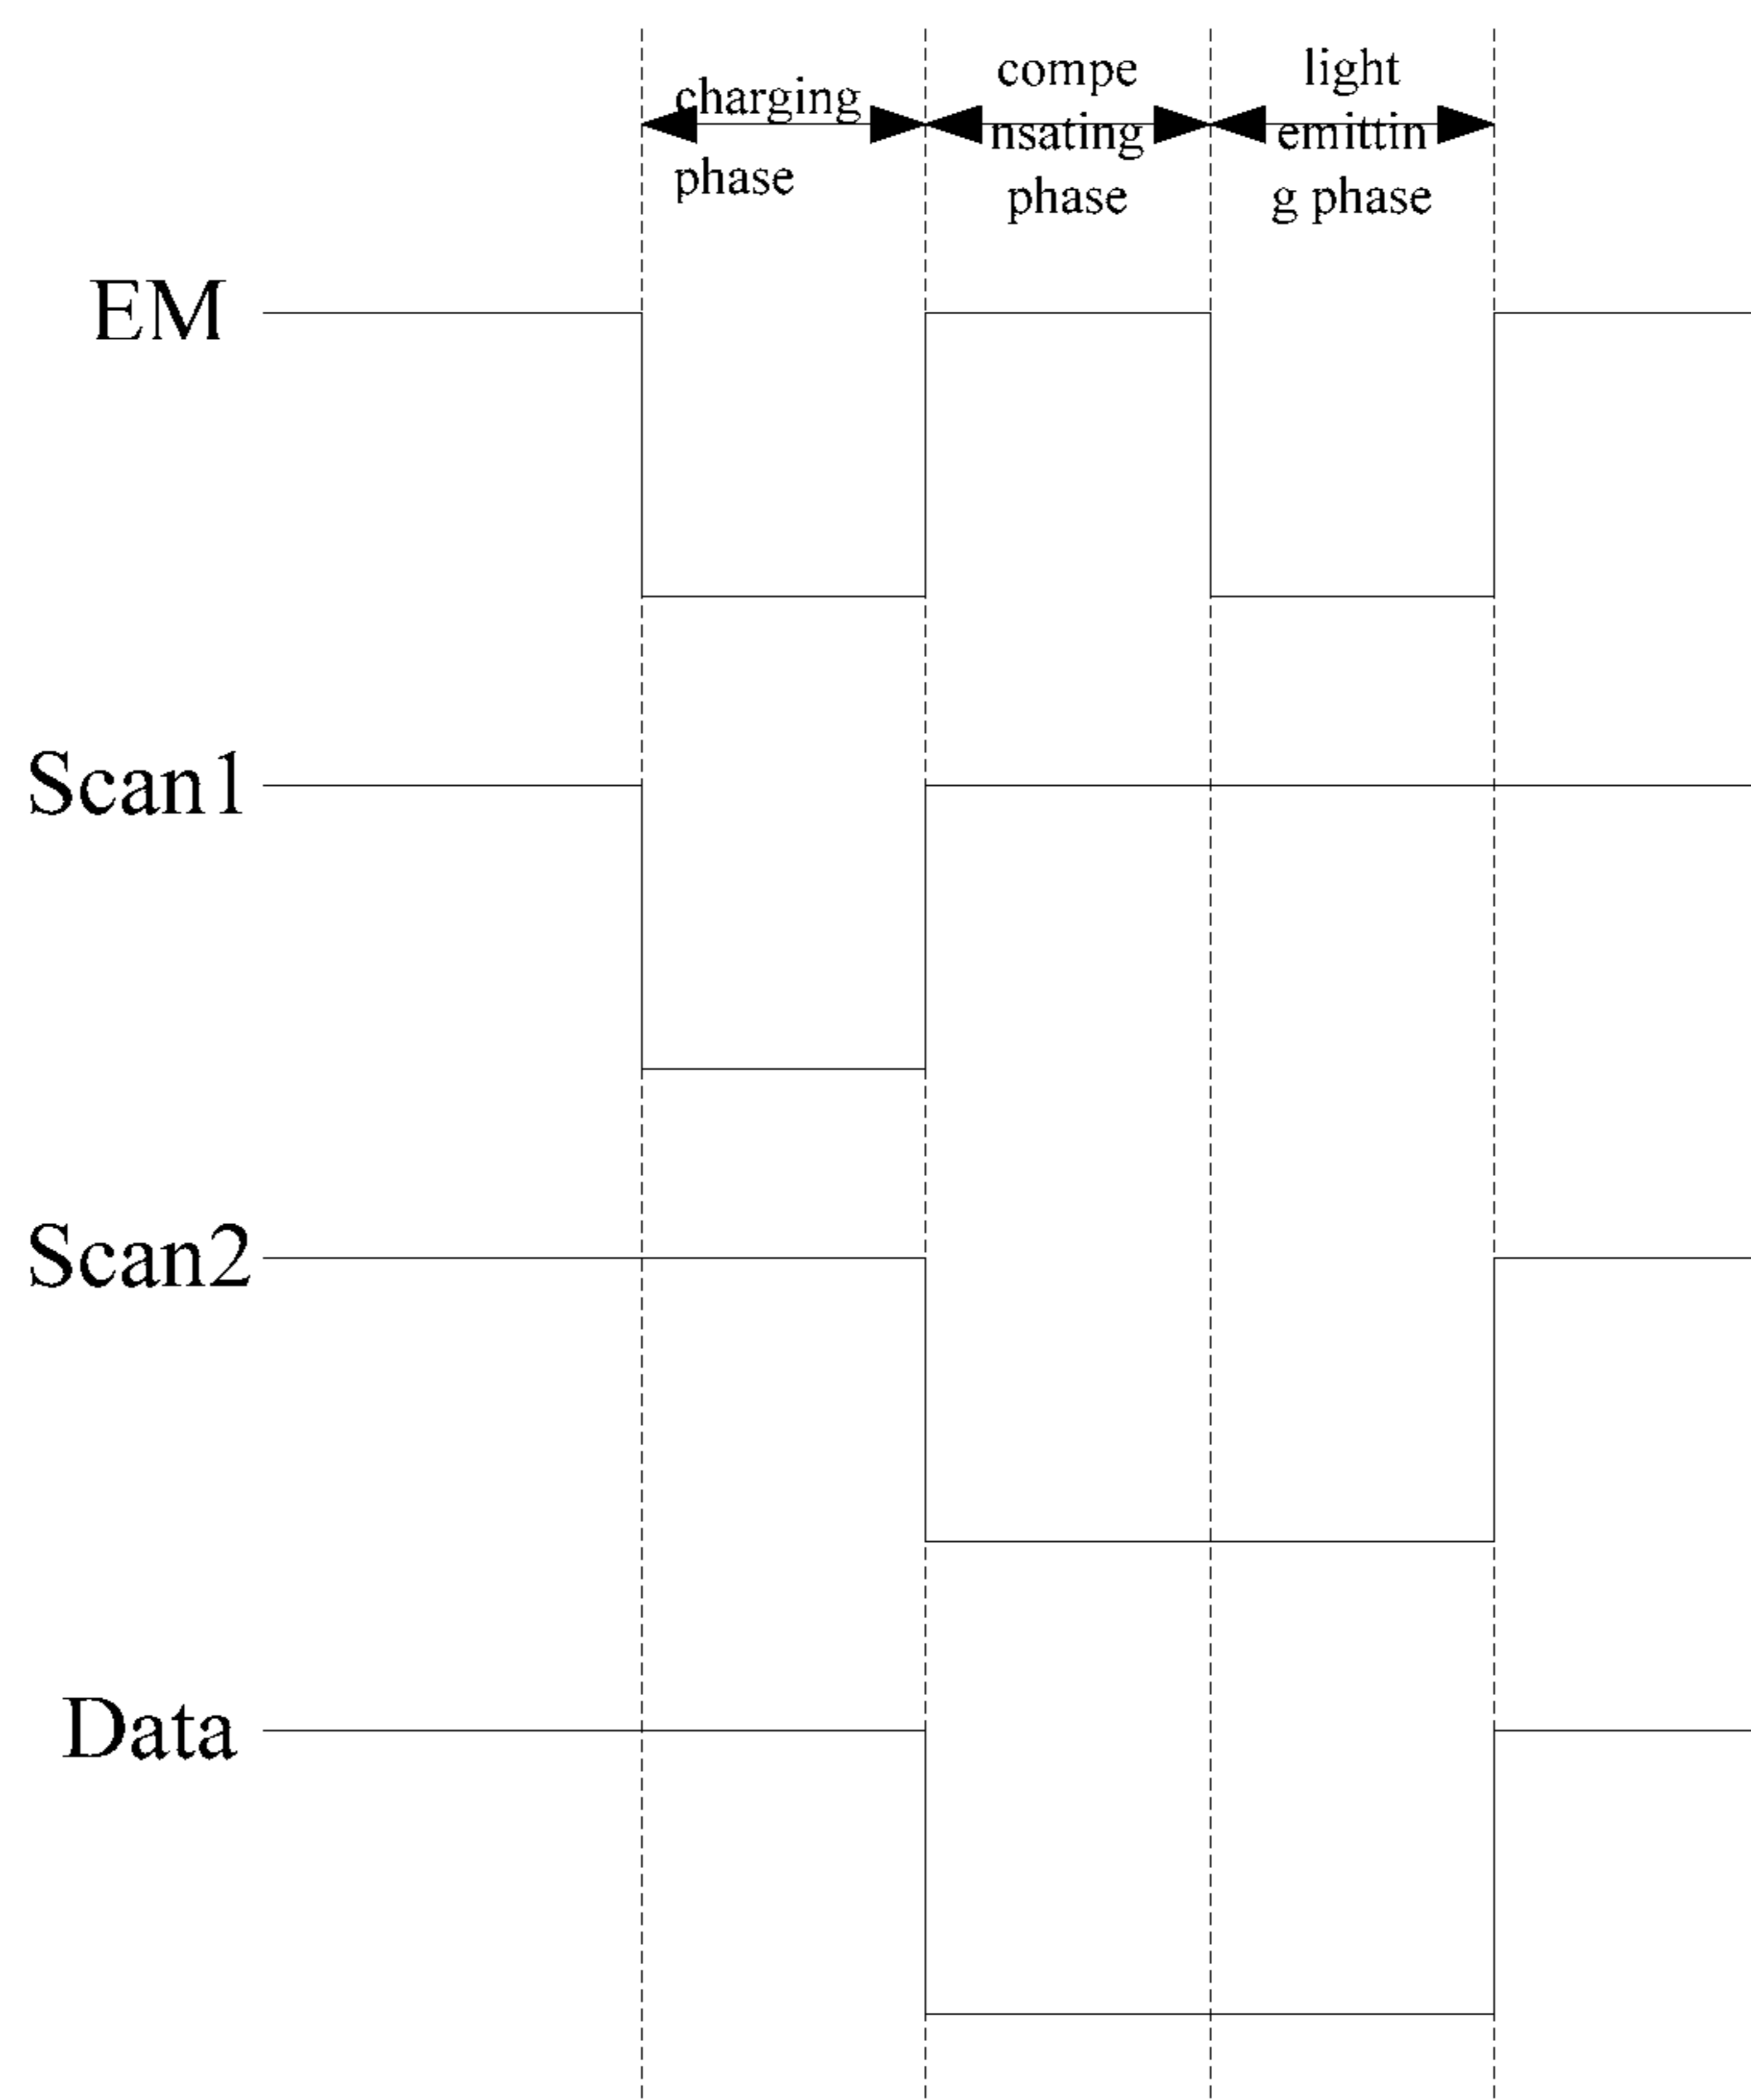 charging
phase
compe
nsating
phase
light
emittin
g phase
EM
Scan1
Scan2
Data